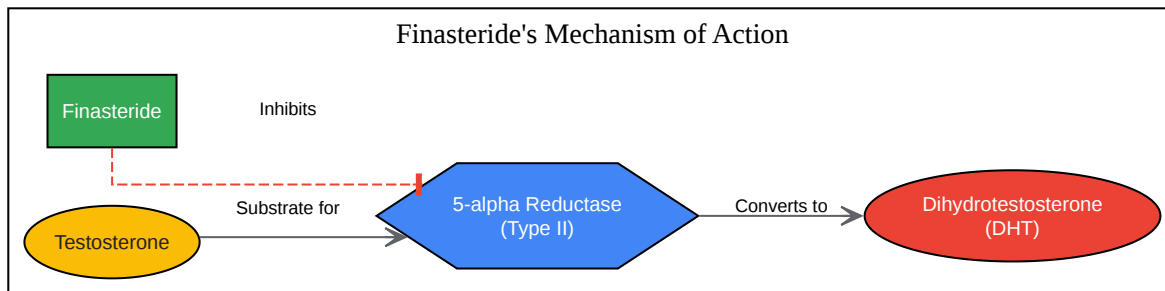 Finasteride's Mechanism of Action
Finasteride
Inhibits
Substrate for
Testosterone
5-alpha Reductase
(Type II)
Converts to
Dihydrotestosterone
(DHT)